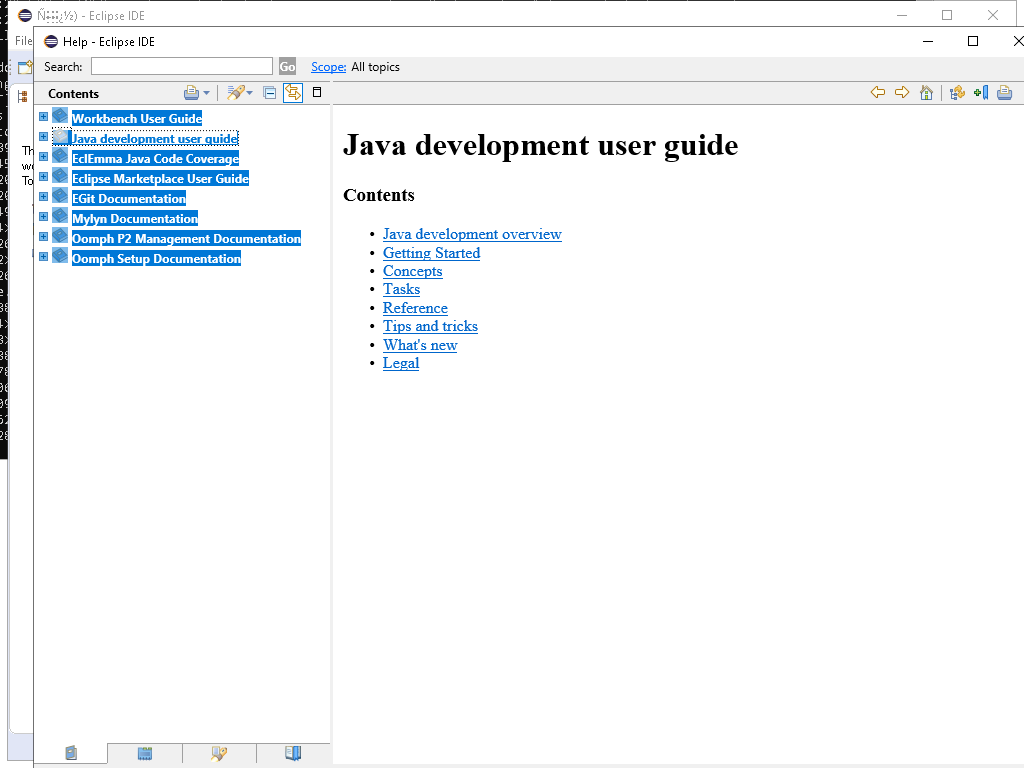 - Eclipse IDE
File
Help - Eclipse IDE
Search:
Go
Scope: All topics
Contents
Workbench User Guide
Java development user guide
EclEmma Java Code Coverage
Eclipse Marketplace User Guide
EGit Documentation
Mylyn Documentation
Oomph P2 Management Documentation
Oomph Setup Documentation
Java development user guide
Contents
• Java development overview
• Getting Started
• Concepts
• Tasks
• Reference
• Tips and tricks
• What's new
• Legal